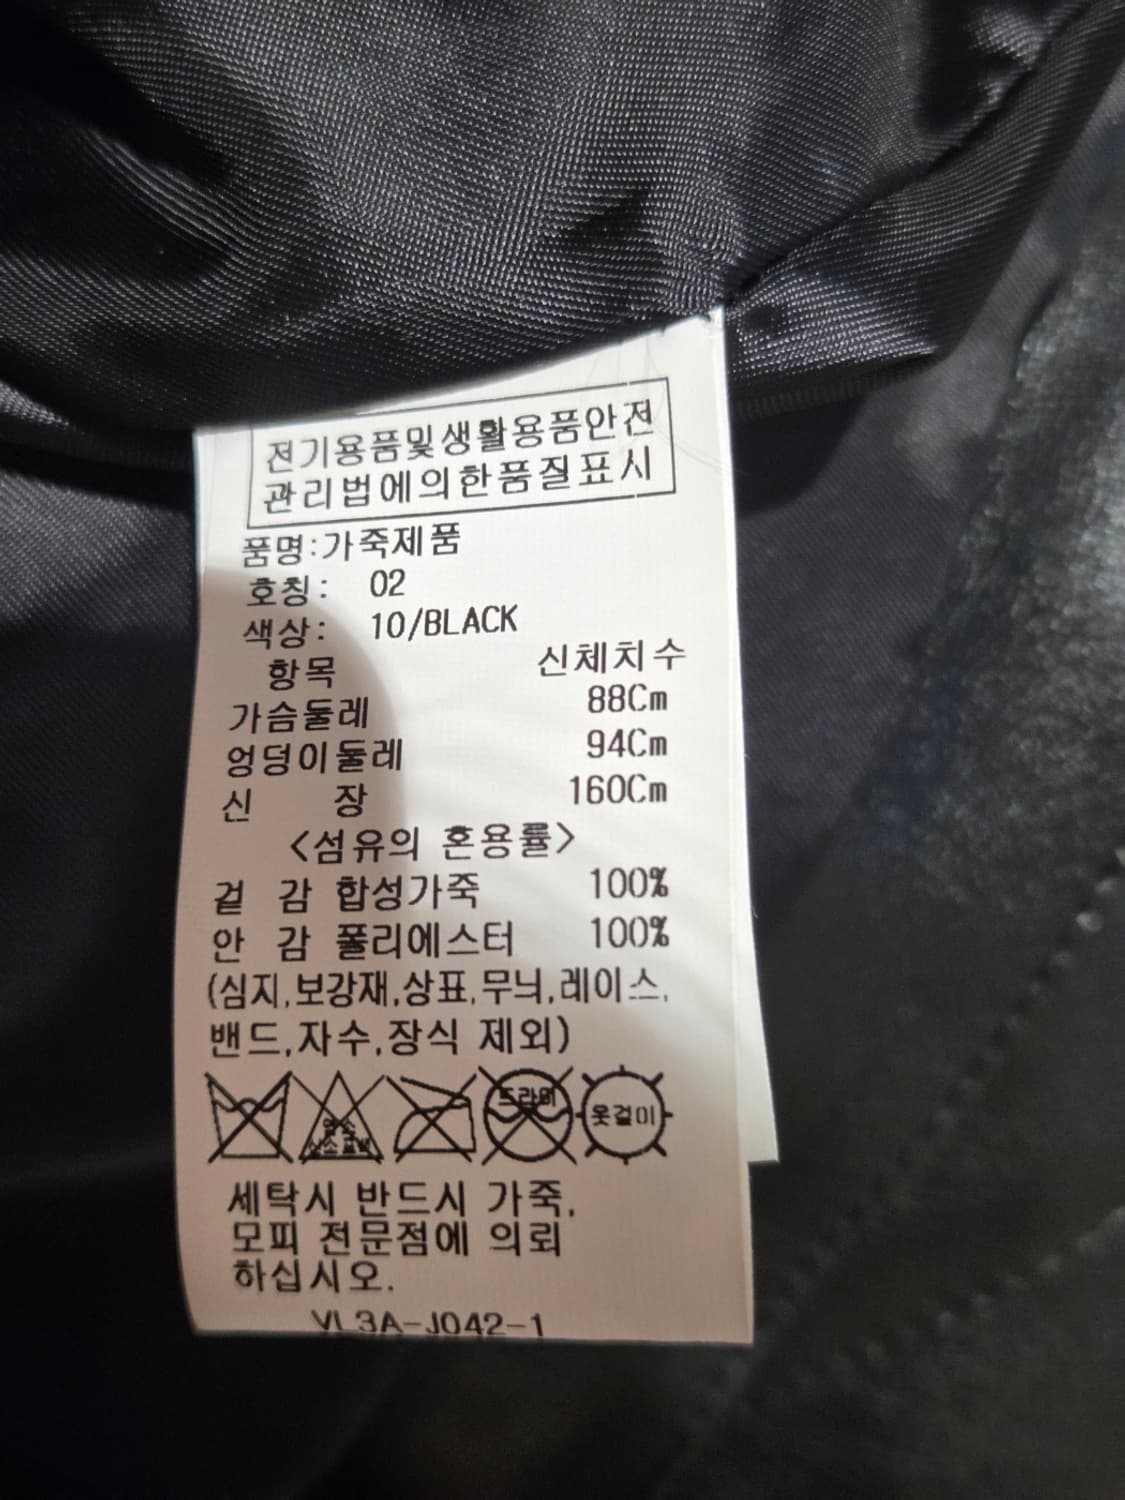 전기용품및생활용품안전
관리법에의한품질표시
품명:가죽제품
호칭: 02
색상: 10/BLACK
항목 신체치수
가슴둘레 88Cm
엉덩이둘레 94Cm
신 장 160Cm
<섬유의 혼용률>
겉 감 합성가죽 100%
안 감 폴리에스터 100%
(심지,보강재,상표,무늬,레이스,
밴드,자수,장식 제외)
드라이 옷걸이
세탁시 반드시 가죽,
모피 전문점에 의뢰
하십시오.
VL3A-J042-1